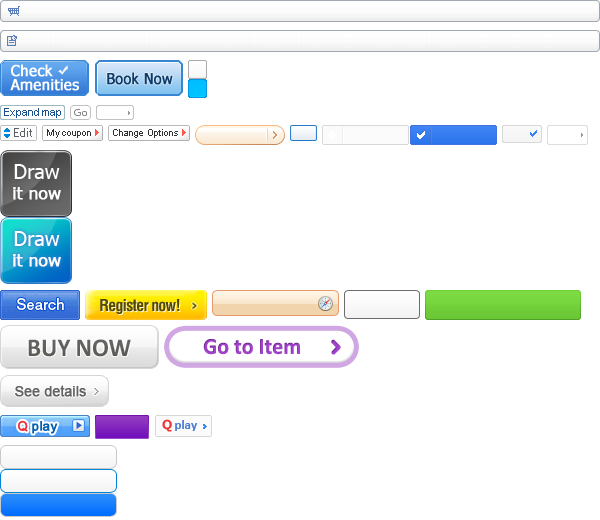 Check
Amenities
Book Now
Expand map
Go
Edit
My coupon
Change Options
Draw
it now
Draw
it now
Search
Register now!
BUY NOW
Go to Item
See details
Qplay
Qplay